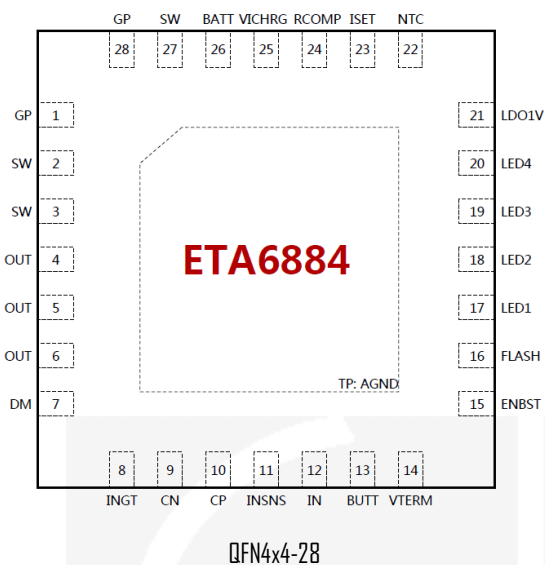 GP SW BATT VICHRG RCOMP ISET NTC
28 27 26 25 24 23 22
GP 1 21 LDO1V
SW 2 20 LED4
SW 3 19 LED3
OUT 4 ETA6884 18 LED2
OUT 5 17 LED1
OUT 6 16 FLASH
TP: AGND
DM 7 15 ENBST
8 9 10 11 12 13 14
INGT CN CP INSNS IN BUTT VTERM
QFN4x4-28